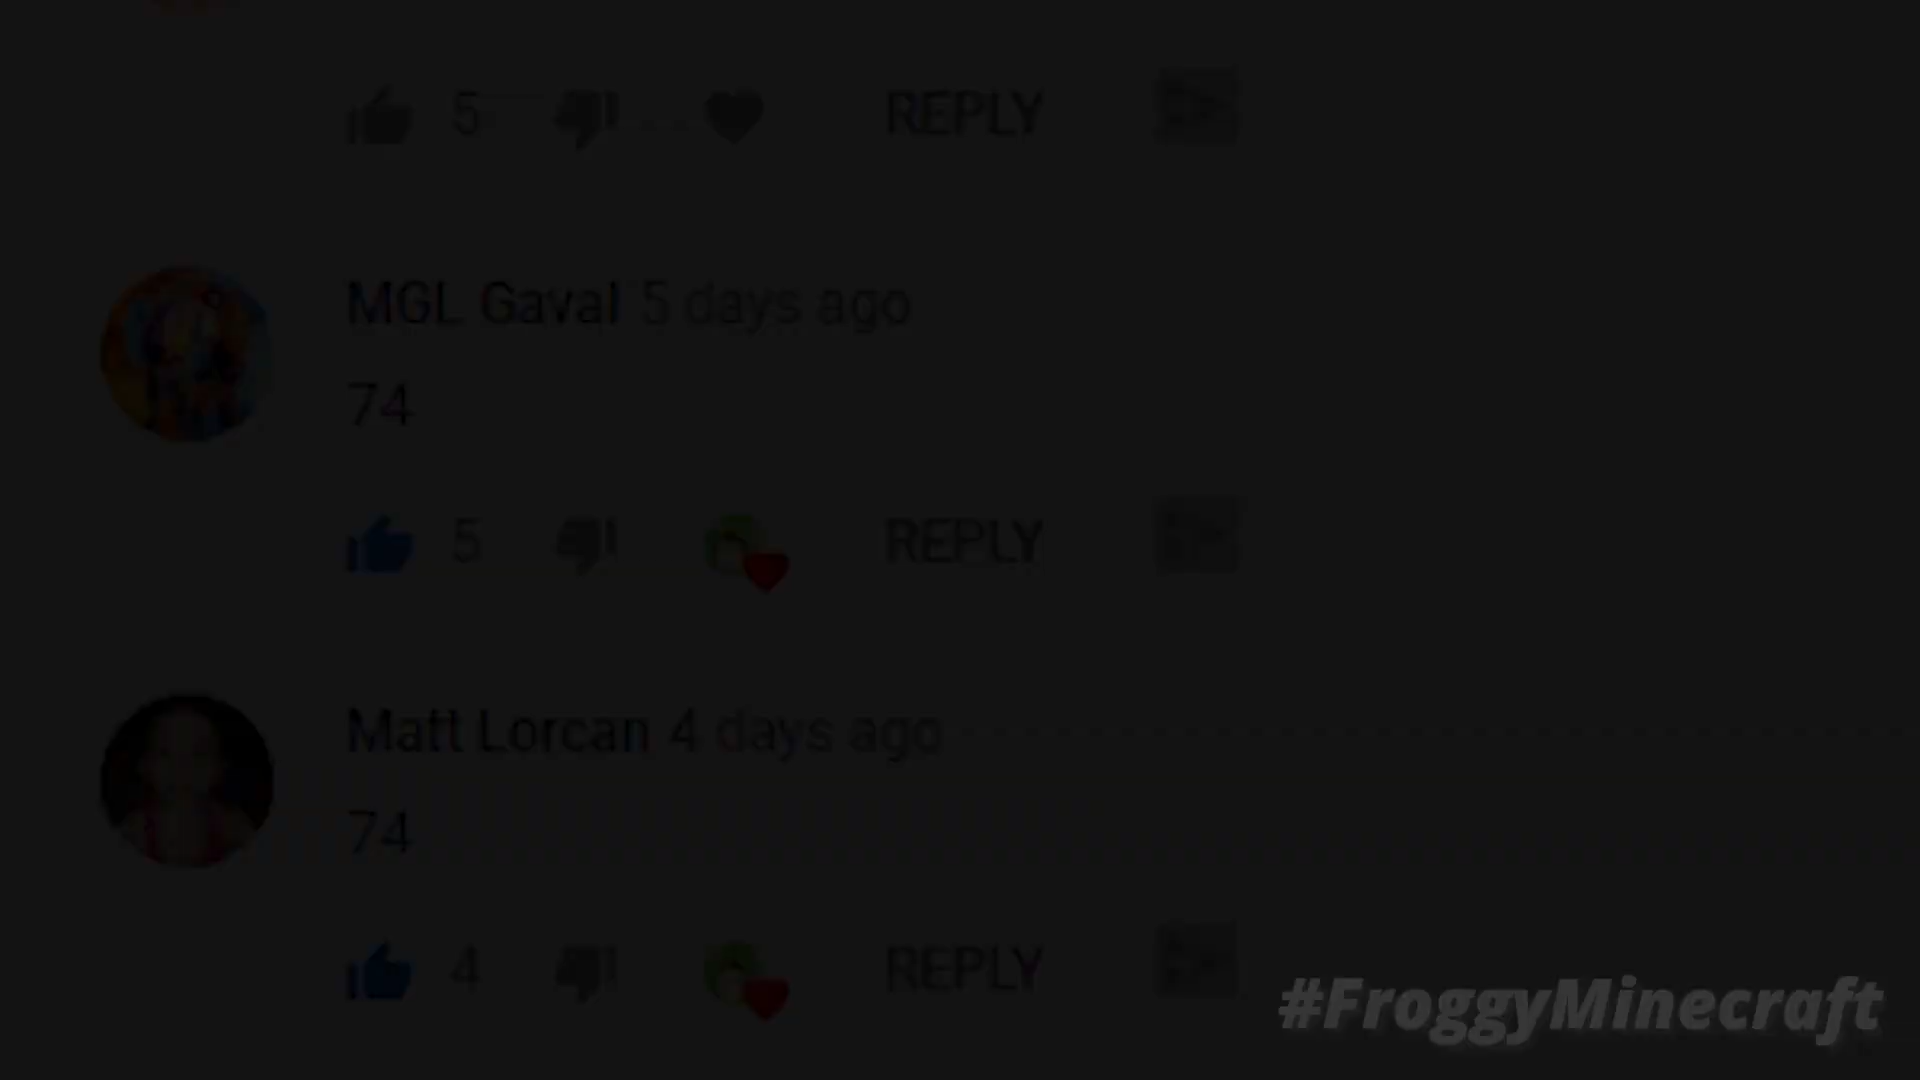 5 REPLY
MGL Gaval 5 days ago
74
5 REPLY
Matt Lorcan 4 days ago
74
4 REPLY
#FroggyMinecraft